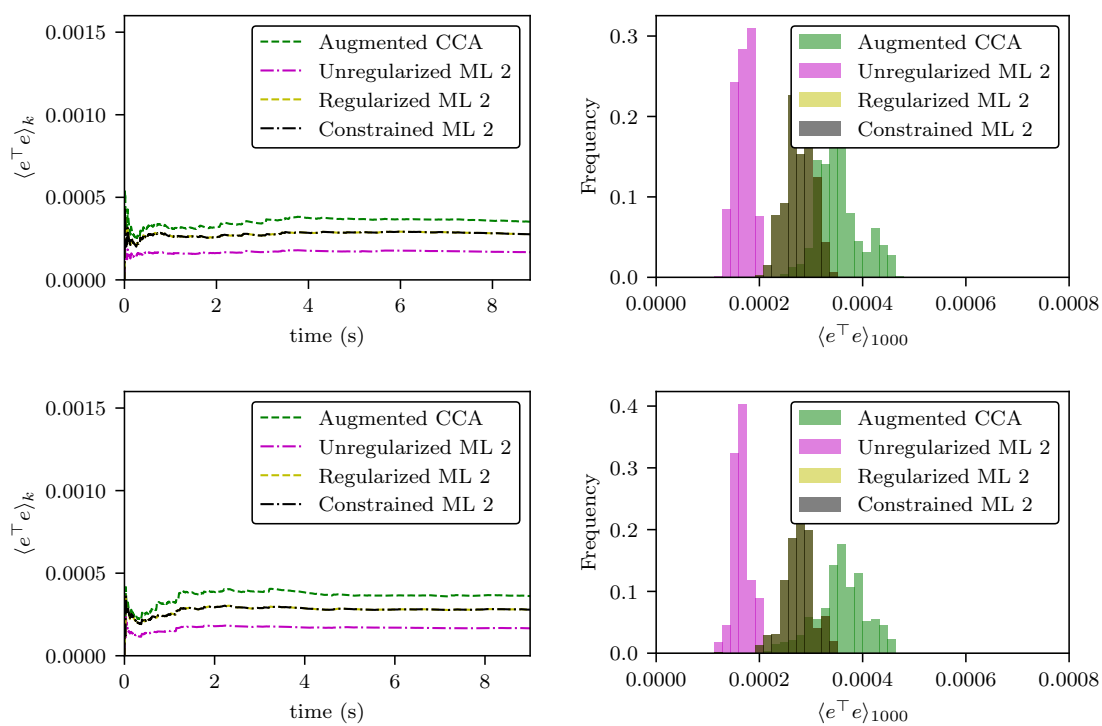 0.0015
0.0010
0.0005
0.0000
⟨e⊤e⟩k
0
2
4
6
8
time (s)
Augmented CCA
Unregularized ML 2
Regularized ML 2
Constrained ML 2
0.3
0.2
0.1
0.0
Frequency
0.0000
0.0002
0.0004
0.0006
0.0008
⟨e⊤e⟩1000
Augmented CCA
Unregularized ML 2
Regularized ML 2
Constrained ML 2
0.0015
0.0010
0.0005
0.0000
⟨e⊤e⟩k
0
2
4
6
8
time (s)
Augmented CCA
Unregularized ML 2
Regularized ML 2
Constrained ML 2
0.4
0.3
0.2
0.1
0.0
Frequency
0.0000
0.0002
0.0004
0.0006
0.0008
⟨e⊤e⟩1000
Augmented CCA
Unregularized ML 2
Regularized ML 2
Constrained ML 2